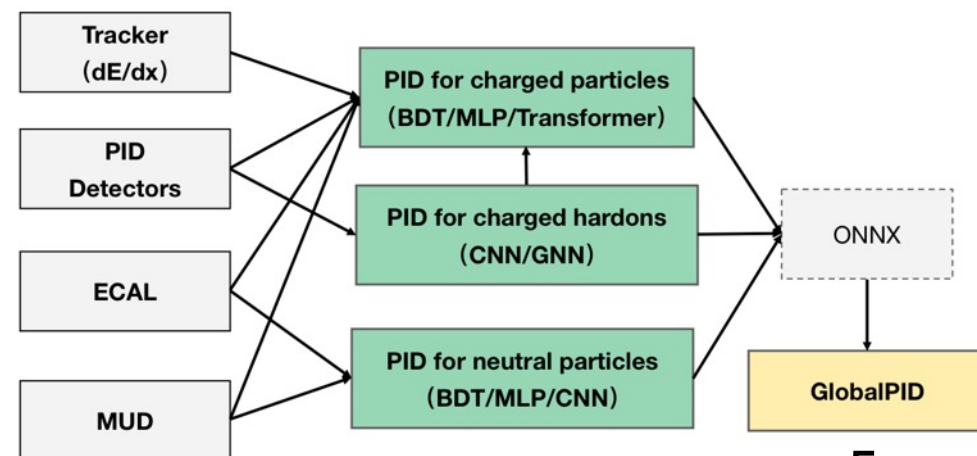 Tracker
(dE/dx)
PID
Detectors
ECAL
MUD
PID for charged particles
(BDT/MLP/Transformer)
PID for charged hardons
(CNN/GNN)
PID for neutral particles
(BDT/MLP/CNN)
ONNX
GlobalPID